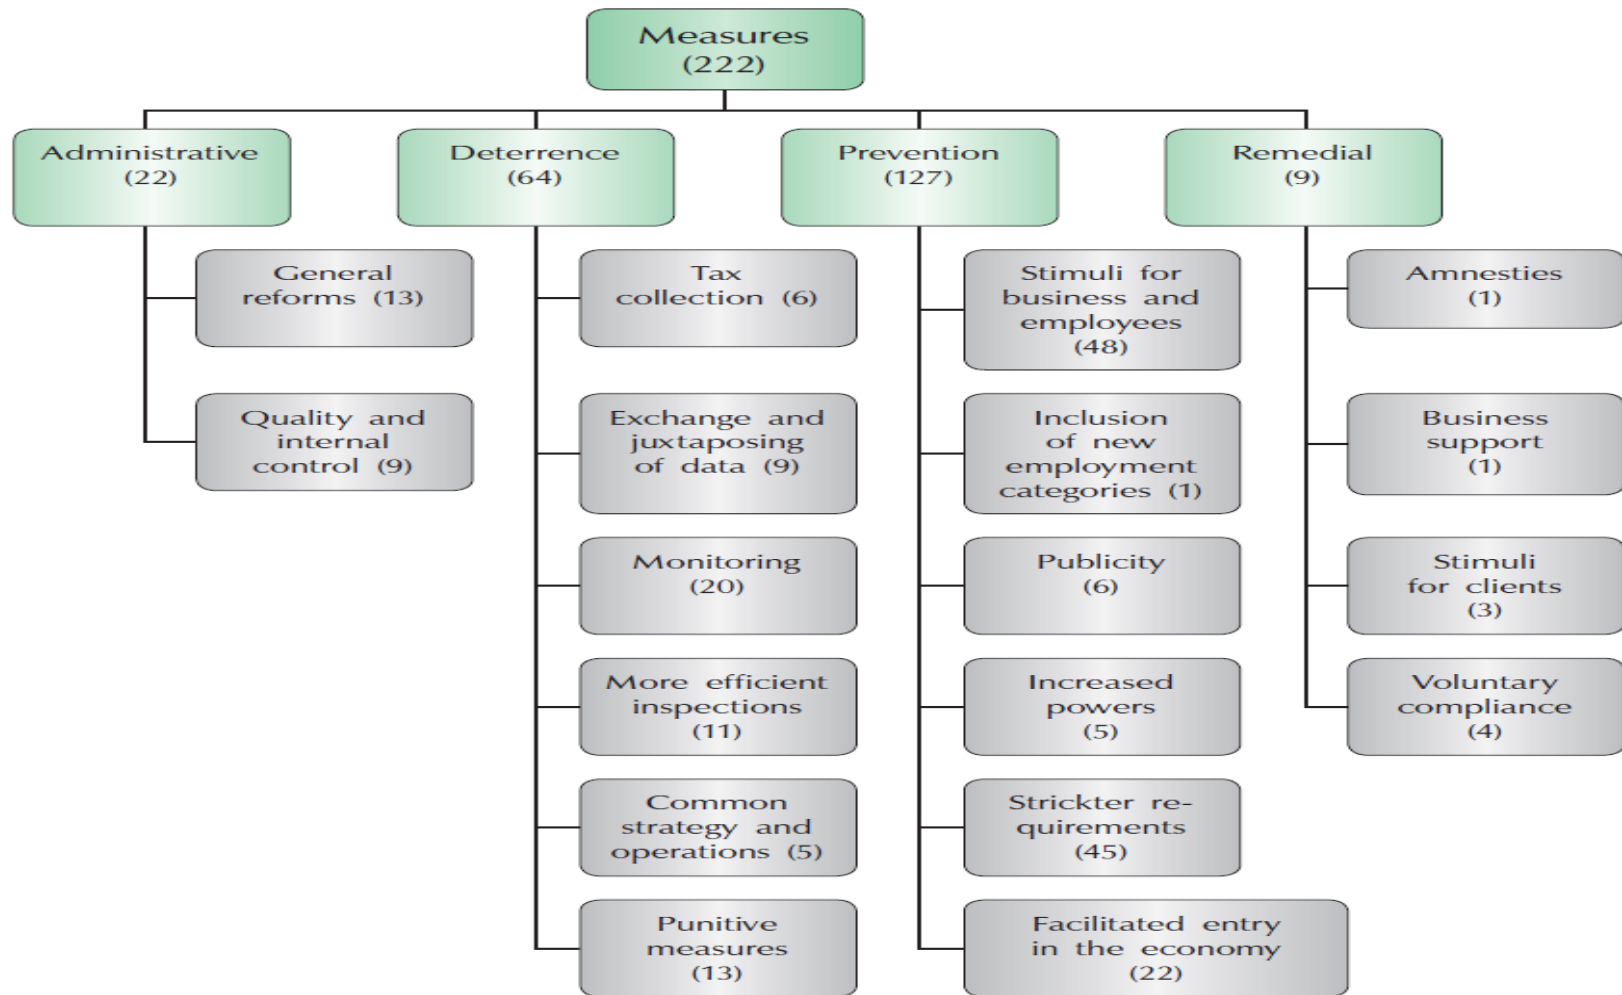 Measures
(222)
Administrative
(22)
Deterrence
(64)
Prevention
(127)
Remedial
(9)
General
reforms (13)
Quality and
internal
control (9)
Tax
collection (6)
Exchange and
juxtaposing
of data (9)
Monitoring
(20)
More efficient
inspections
(11)
Common
strategy and
operations (5)
Punitive
measures
(13)
Stimuli for
business and
employees
(48)
Inclusion
of new
employment
categories (1)
Publicity
(6)
Increased
powers
(5)
Strickter re-
quirements
(45)
Facilitated entry
in the economy
(22)
Amnesties
(1)
Business
support
(1)
Stimuli
for clients
(3)
Voluntary
compliance
(4)